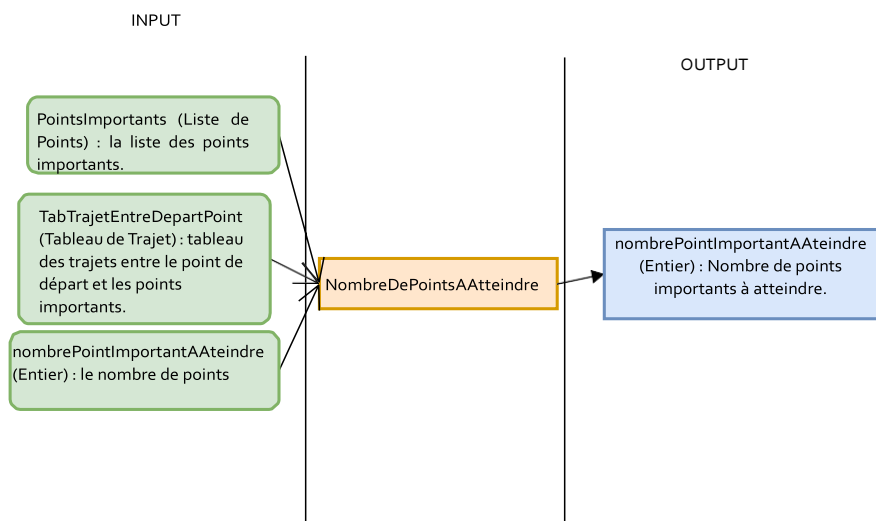 INPUT
OUTPUT
PointsImportants (Liste de
Points) : la liste des points
importants.
TabTrajetEntreDepartPoint
(Tableau de Trajet) : tableau
des trajets entre le point de
départ et les points
importants.
nombrePointImportantAAteindre
(Entier) : le nombre de points
NombreDePointsAAtteindre
nombrePointImportantAAteindre
(Entier) : Nombre de points
importants à atteindre.